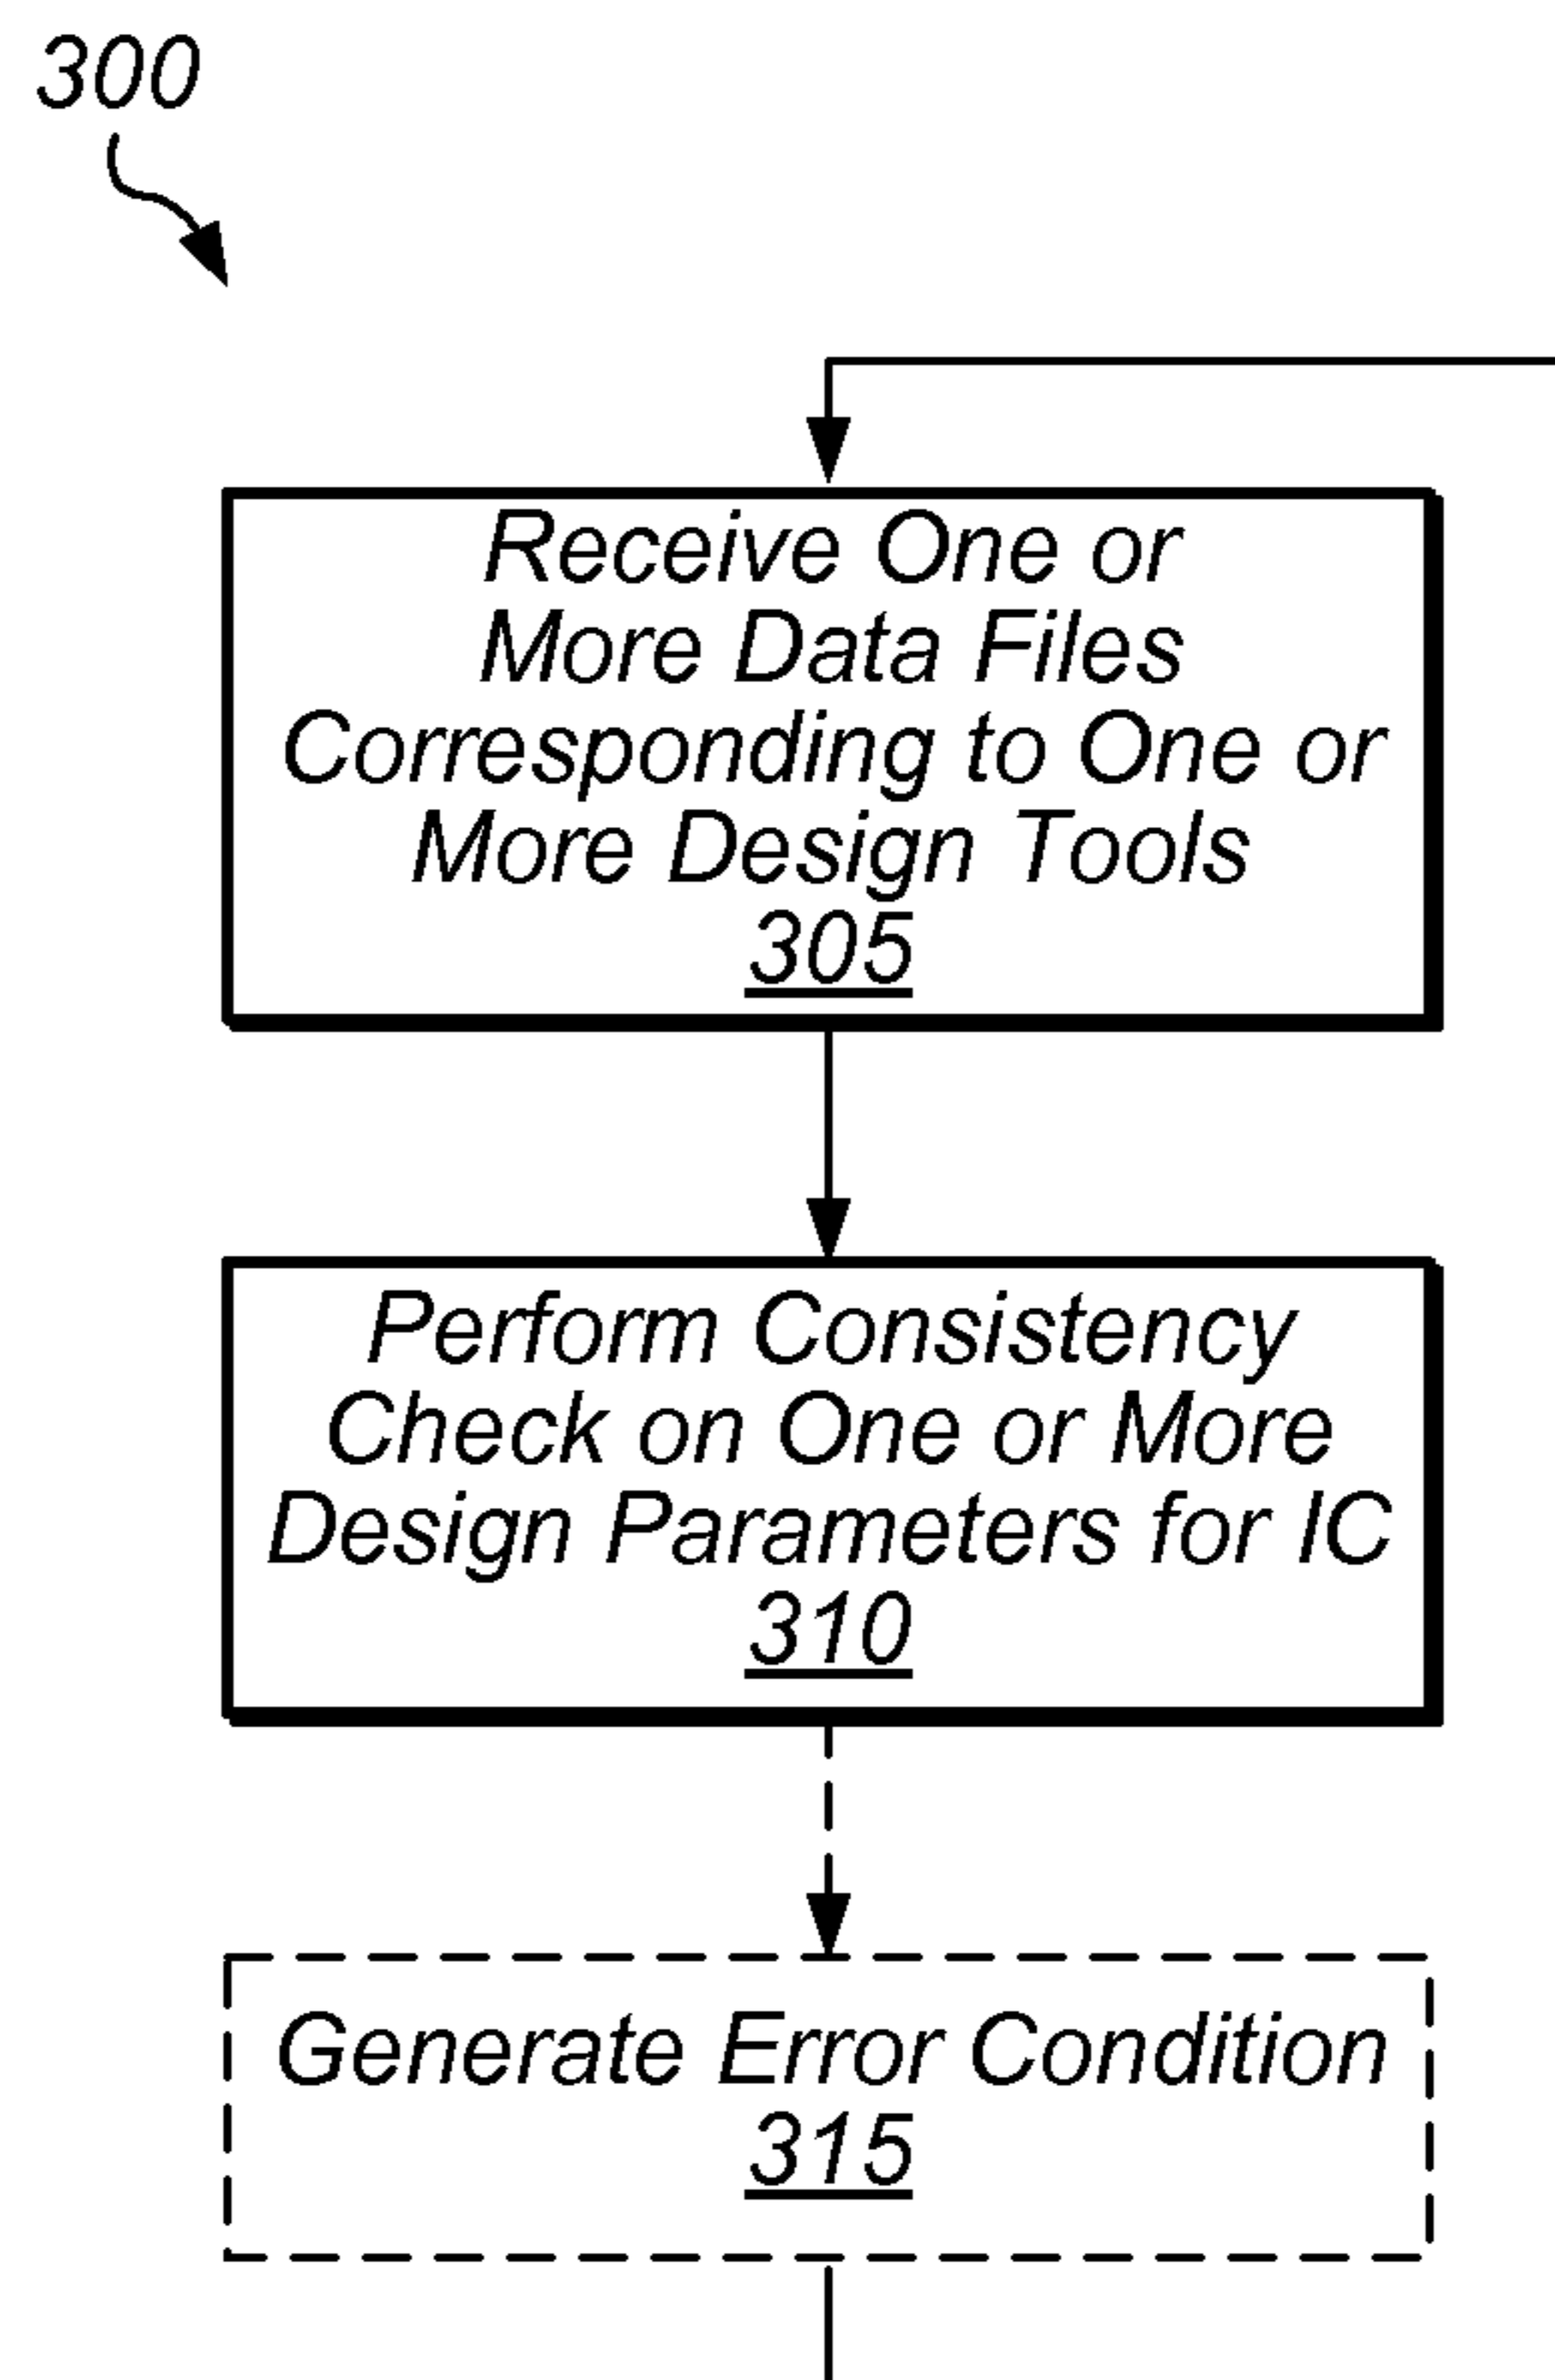 300
Receive One or
More Data Files
Corresponding to One or
More Design Tools
305
Perform Consistency
Check on One or More
Design Parameters for IC
310
Generate Error Condition
315